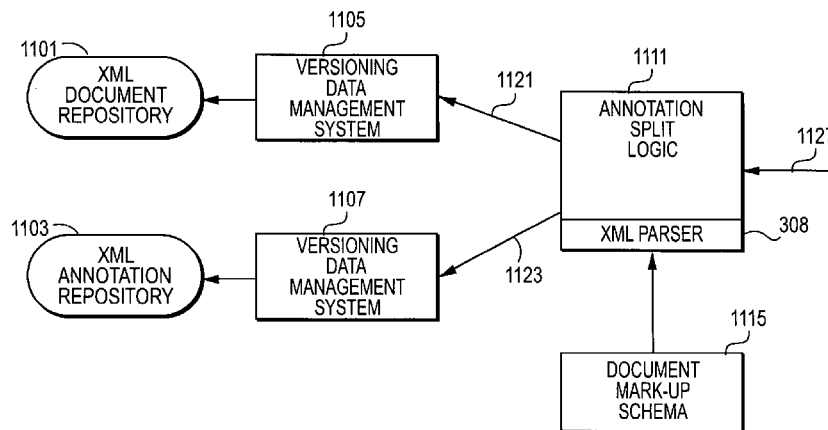 1101
XML
DOCUMENT
REPOSITORY
1105
VERSIONING
DATA
MANAGEMENT
SYSTEM
1121
1111
ANNOTATION
SPLIT
LOGIC
1127
XML PARSER
308
1103
XML
ANNOTATION
REPOSITORY
1107
VERSIONING
DATA
MANAGEMENT
SYSTEM
1123
1115
DOCUMENT
MARK-UP
SCHEMA